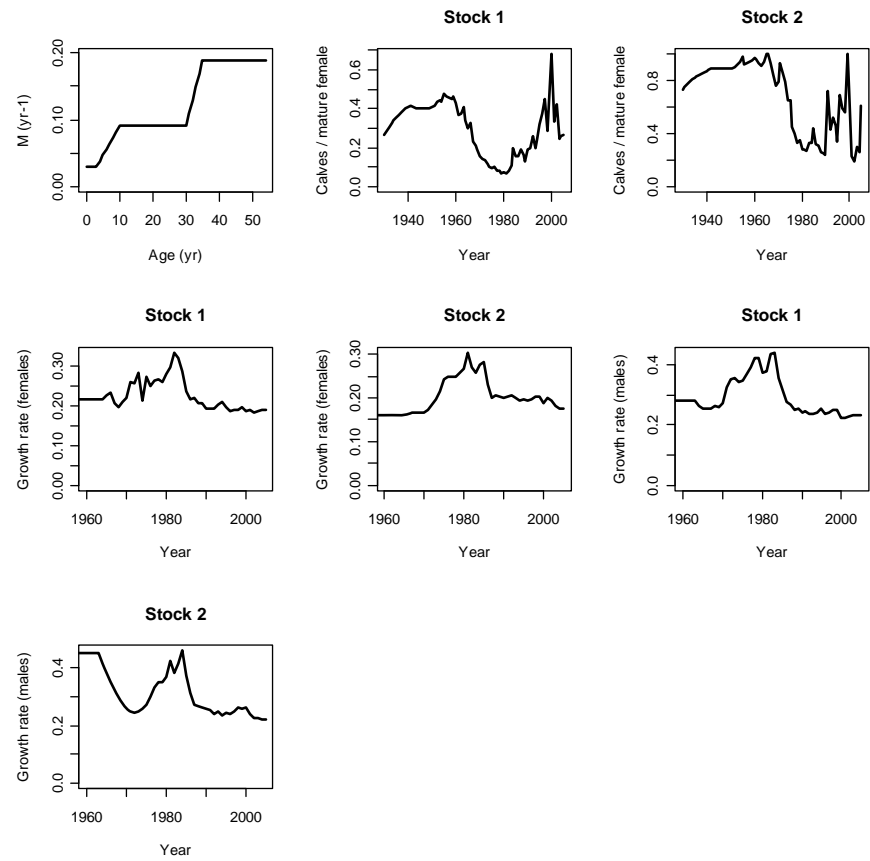 Stock 1
Stock 2
M (yr-1)
0.00 0.10 0.20
0 10 20 30 40 50
Age (yr)
Calves / mature female
0.0 0.2 0.4 0.6
1940 1960 1980 2000
Year
Calves / mature female
0.0 0.4 0.8
1940 1960 1980 2000
Year
Stock 1
Stock 2
Stock 1
Growth rate (females)
0.00 0.10 0.20 0.30
1960 1980 2000
Year
Growth rate (females)
0.00 0.10 0.20 0.30
1960 1980 2000
Year
Growth rate (males)
0.0 0.2 0.4
1960 1980 2000
Year
Stock 2
Growth rate (males)
0.0 0.2 0.4
1960 1980 2000
Year